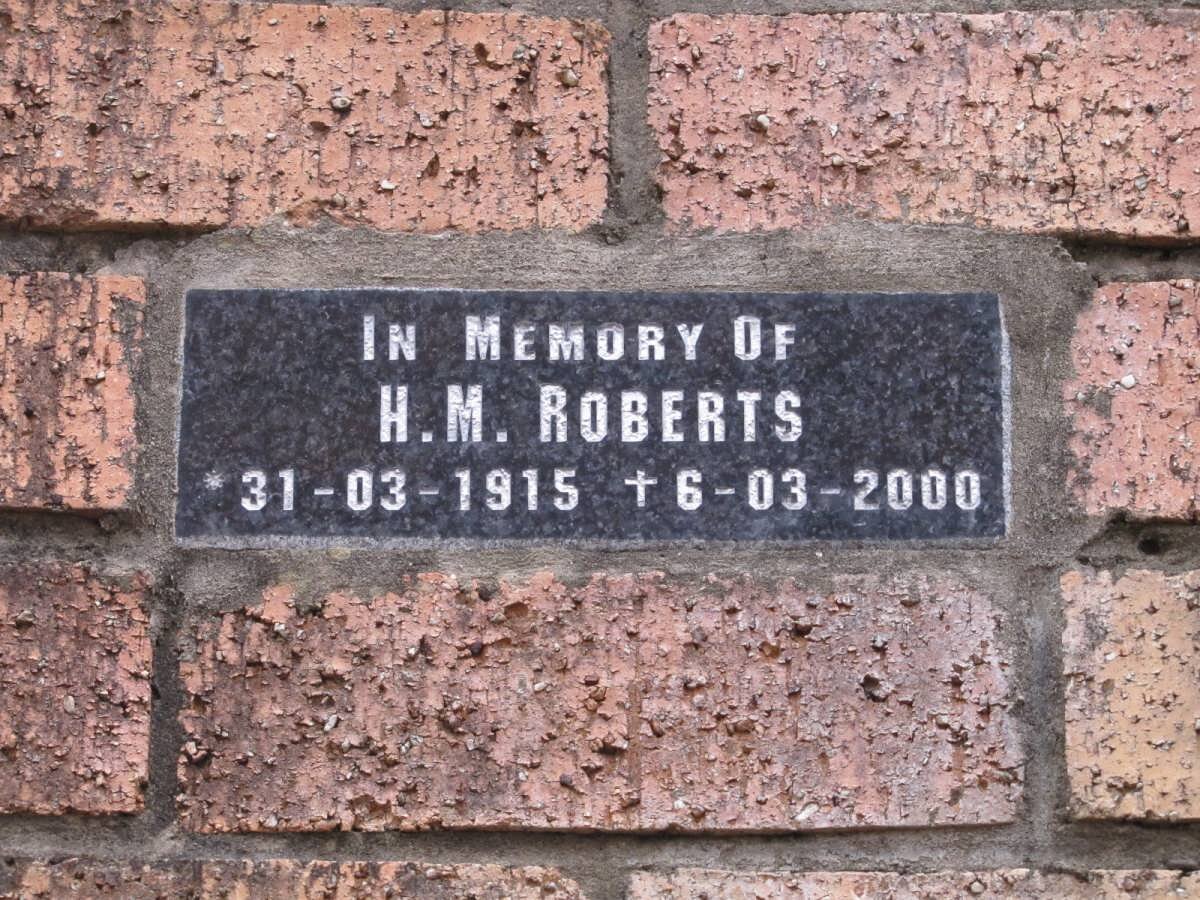 In Memory Of
H.M. Roberts
*31-03-1915 ✝6-03-2000